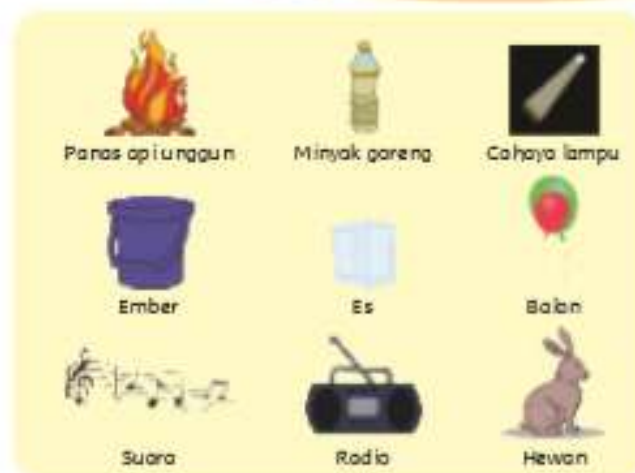 Panas api unggun
Minyak goreng
Cahaya lampu
Ember
Es
Balon
Suara
Radio
Hewan